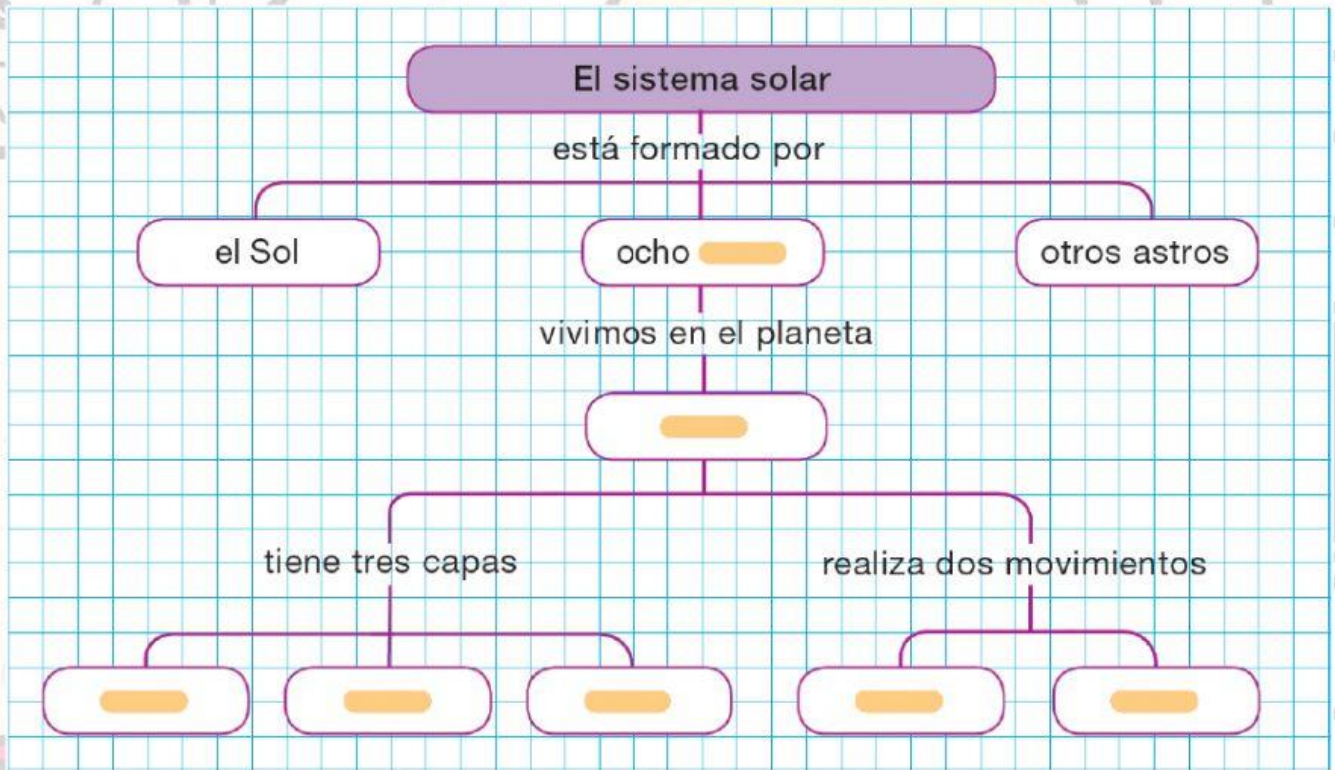 El sistema solar
está formado por
el Sol
ocho
otros astros
vivimos en el planeta
tiene tres capas
realiza dos movimientos